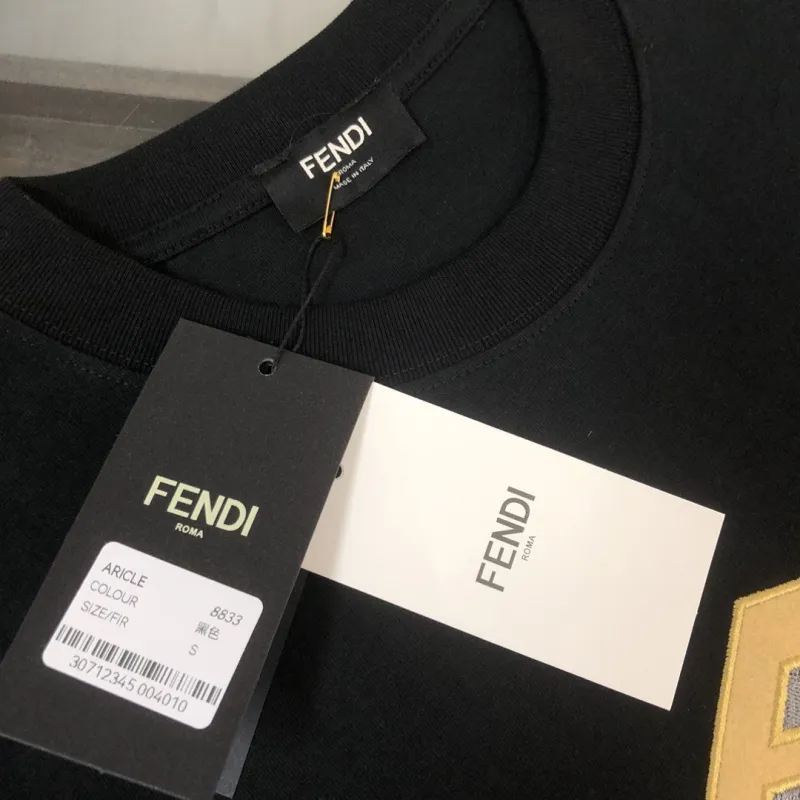 FENDI
ROMA
MADE IN ITALY
FENDI
ROMA
ARICLE 8833
COLOUR 黑色
SIZE/FIR S
30712345 004010
FENDI
ROMA